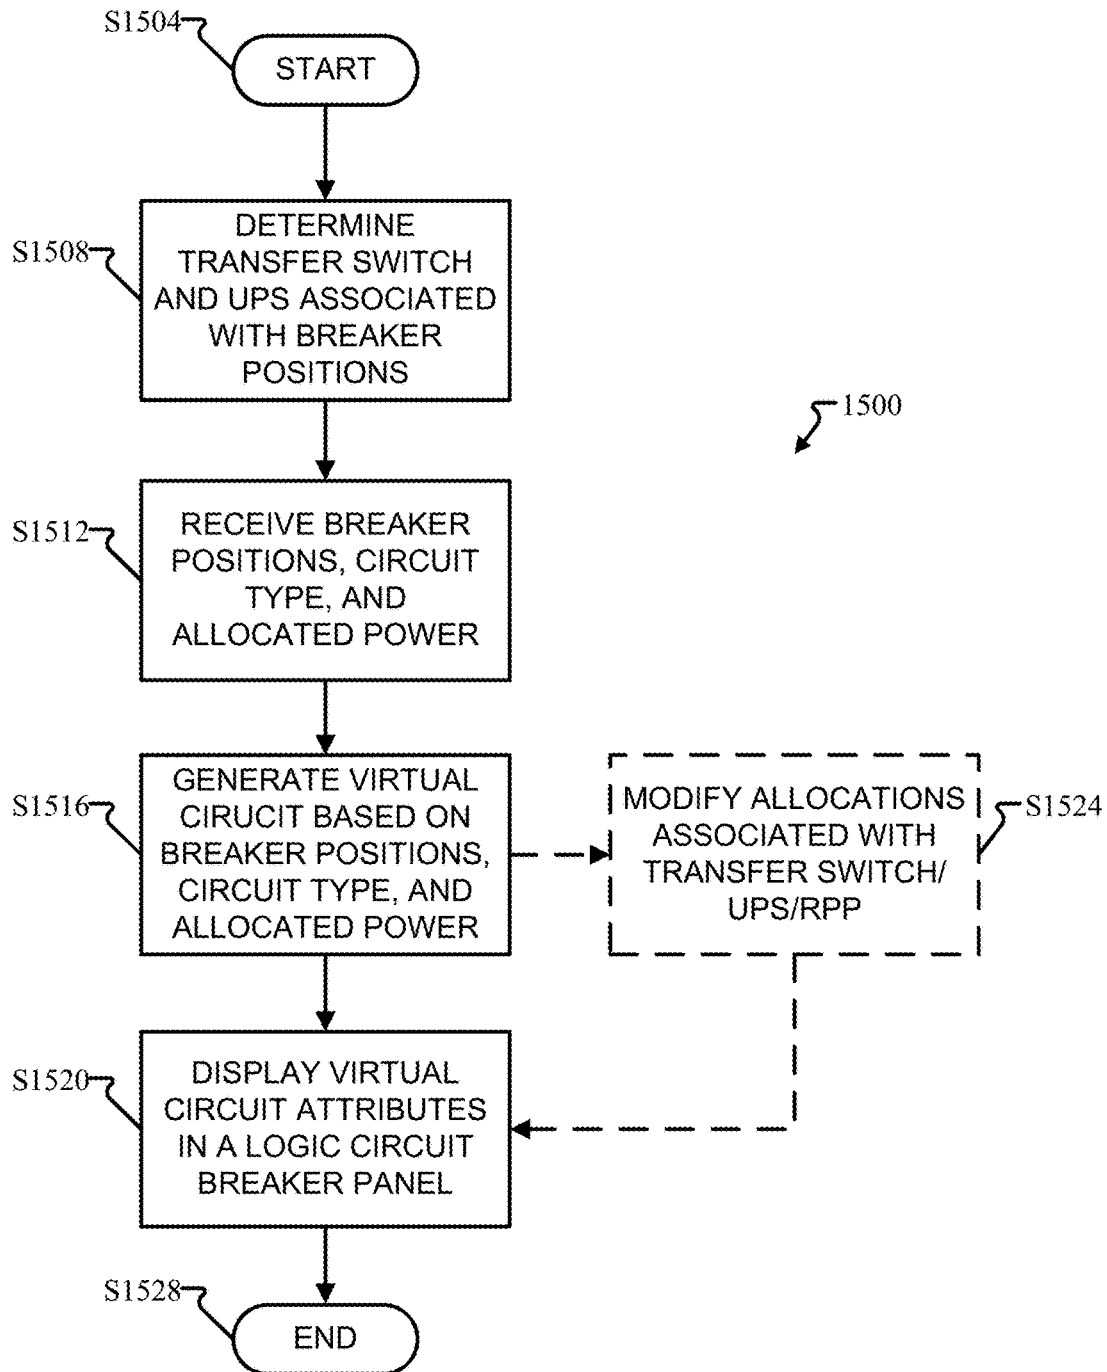 S1504
START
S1508
DETERMINE
TRANSFER SWITCH
AND UPS ASSOCIATED
WITH BREAKER
POSITIONS
1500
S1512
RECEIVE BREAKER
POSITIONS, CIRCUIT
TYPE, AND
ALLOCATED POWER
S1516
GENERATE VIRTUAL
CIRUCIT BASED ON
BREAKER POSITIONS,
CIRCUIT TYPE, AND
ALLOCATED POWER
MODIFY ALLOCATIONS
ASSOCIATED WITH
TRANSFER SWITCH/
UPS/RPP
S1524
S1520
DISPLAY VIRTUAL
CIRCUIT ATTRIBUTES
IN A LOGIC CIRCUIT
BREAKER PANEL
S1528
END